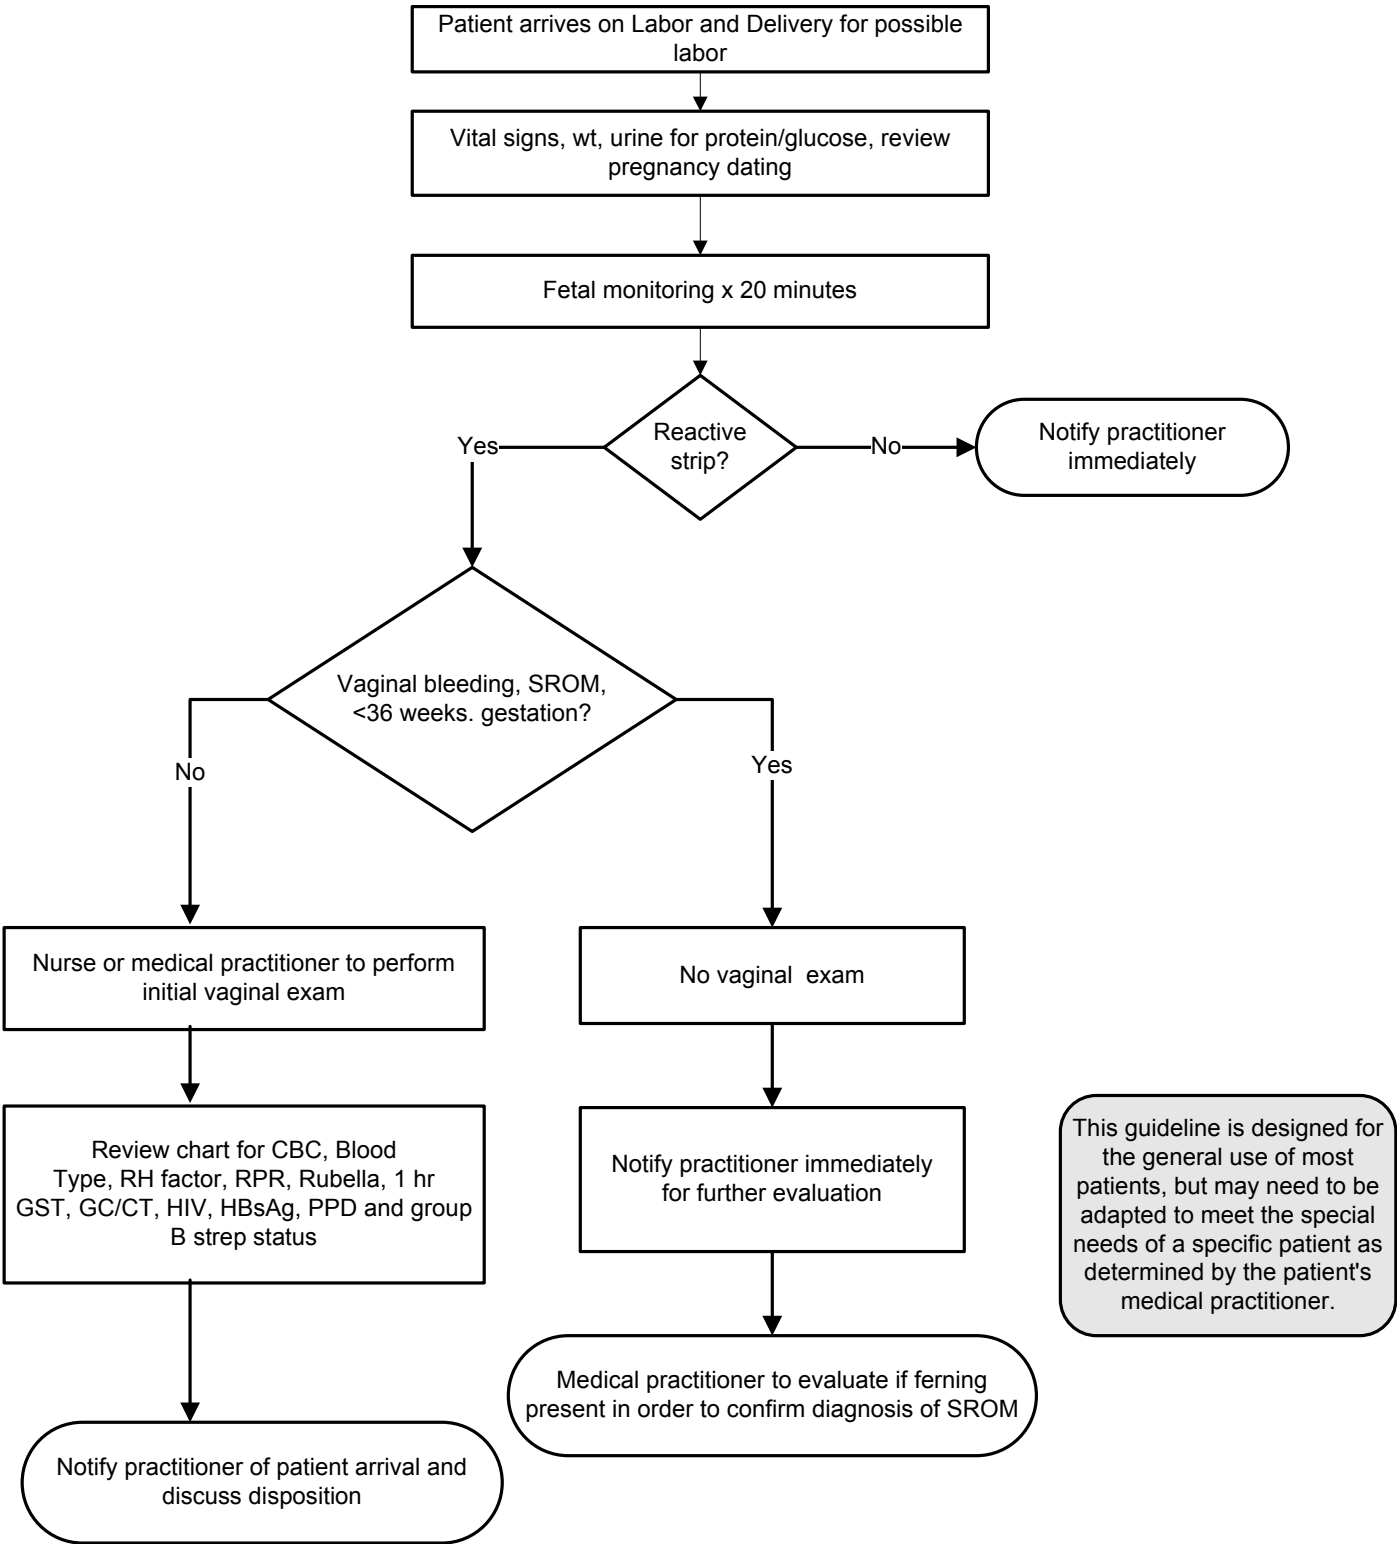 Patient arrives on Labor and Delivery for possible
labor
Vital signs, wt, urine for protein/glucose, review
pregnancy dating
Fetal monitoring x 20 minutes
Reactive
strip?
Yes
No
Notify practitioner
immediately
Vaginal bleeding, SROM,
<36 weeks. gestation?
No
Yes
Nurse or medical practitioner to perform
initial vaginal exam
No vaginal  exam
Review chart for CBC, Blood
Type, RH factor, RPR, Rubella, 1 hr
GST, GC/CT, HIV, HBsAg, PPD and group
B strep status
Notify practitioner immediately
for further evaluation
This guideline is designed for
the general use of most
patients, but may need to be
adapted to meet the special
needs of a specific patient as
determined by the patient's
medical practitioner.
Medical practitioner to evaluate if ferning
present in order to confirm diagnosis of SROM
Notify practitioner of patient arrival and
discuss disposition